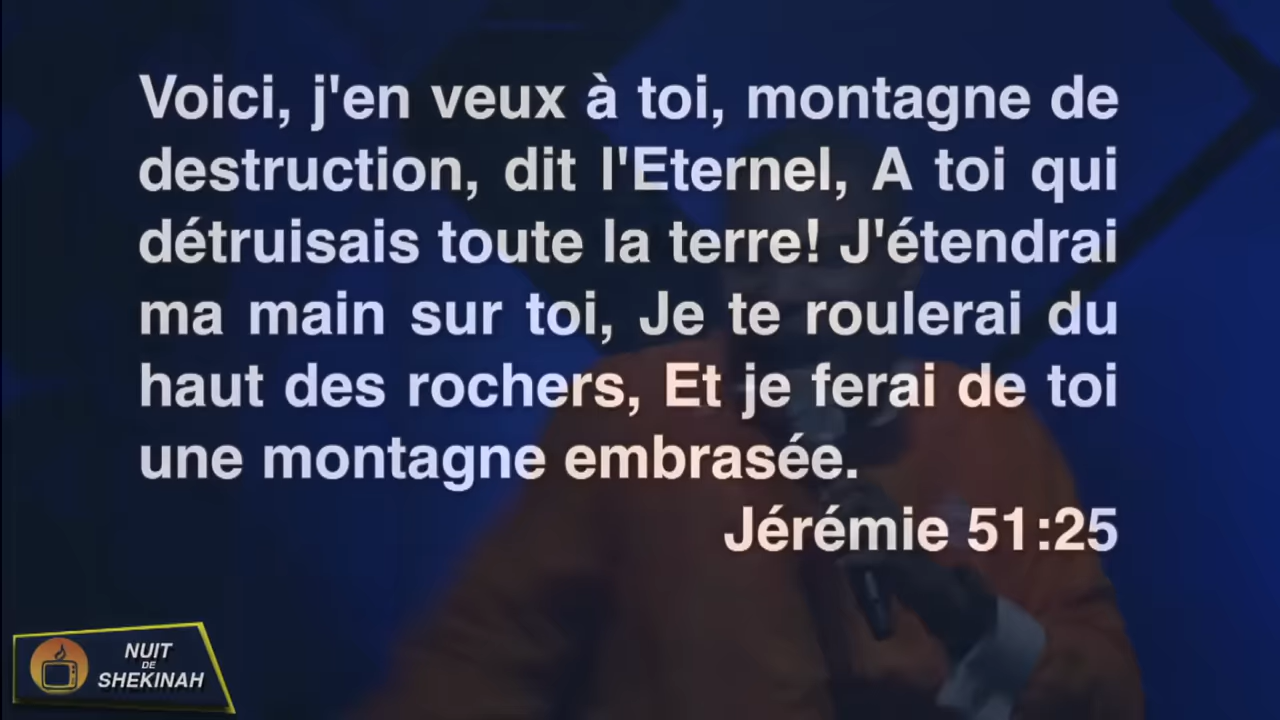 Voici, j'en veux à toi, montagne de
destruction, dit l'Eternel, A toi qui
détruisais toute la terre! J'étendrai
ma main sur toi, Je te roulerai du
haut des rochers, Et je ferai de toi
une montagne embrasée.
Jérémie 51:25
NUIT
DE
SHEKINAH